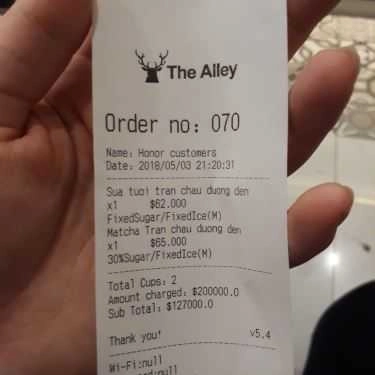 The Alley
Order no: 070
Name: Honor customers
Date: 2018/05/03 21:20:31
Sua tuoi tran chau duong den
x1 $62.000
FixedSugar/FixedIce(M)
Matcha Tran chau duong den
x1 $65.000
30%Sugar/FixedIce(M)
Total Cups: 2
Amount charged: $200000.0
Sub Total: $127000.0
Thank you! v5.4
Wi-Fi:null